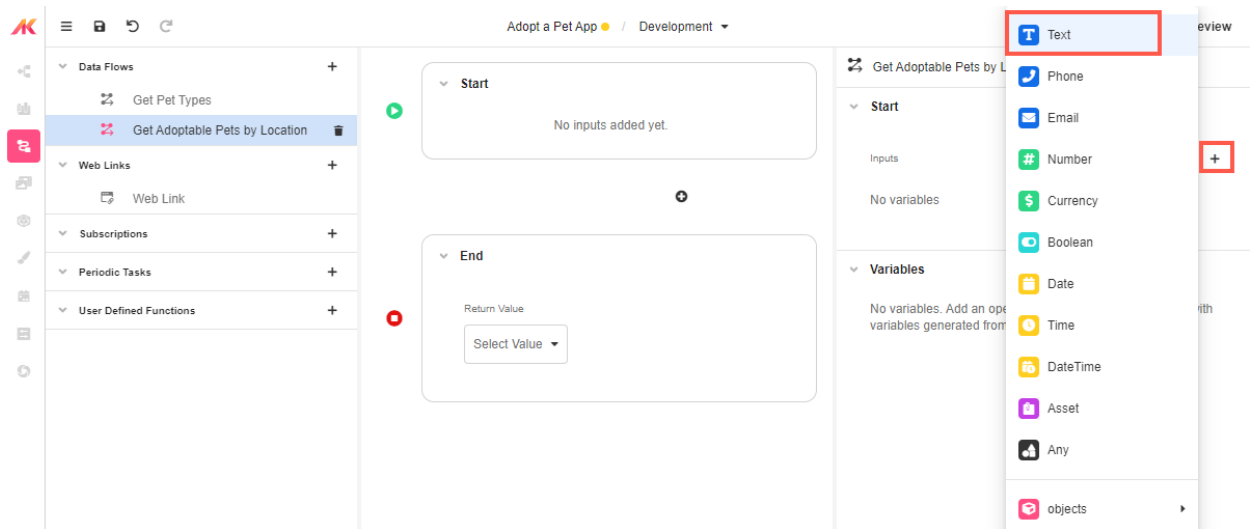 Adopt a Pet App / Development
eview
Data Flows
Get Pet Types
Get Adoptable Pets by Location
Web Links
Web Link
Subscriptions
Periodic Tasks
User Defined Functions
Start
No inputs added yet.
End
Return Value
Select Value
Get Adoptable Pets by L
Start
Inputs
No variables
Variables
No variables. Add an ope ith
variables generated from
Text
Phone
Email
Number
Currency
Boolean
Date
Time
DateTime
Asset
Any
objects